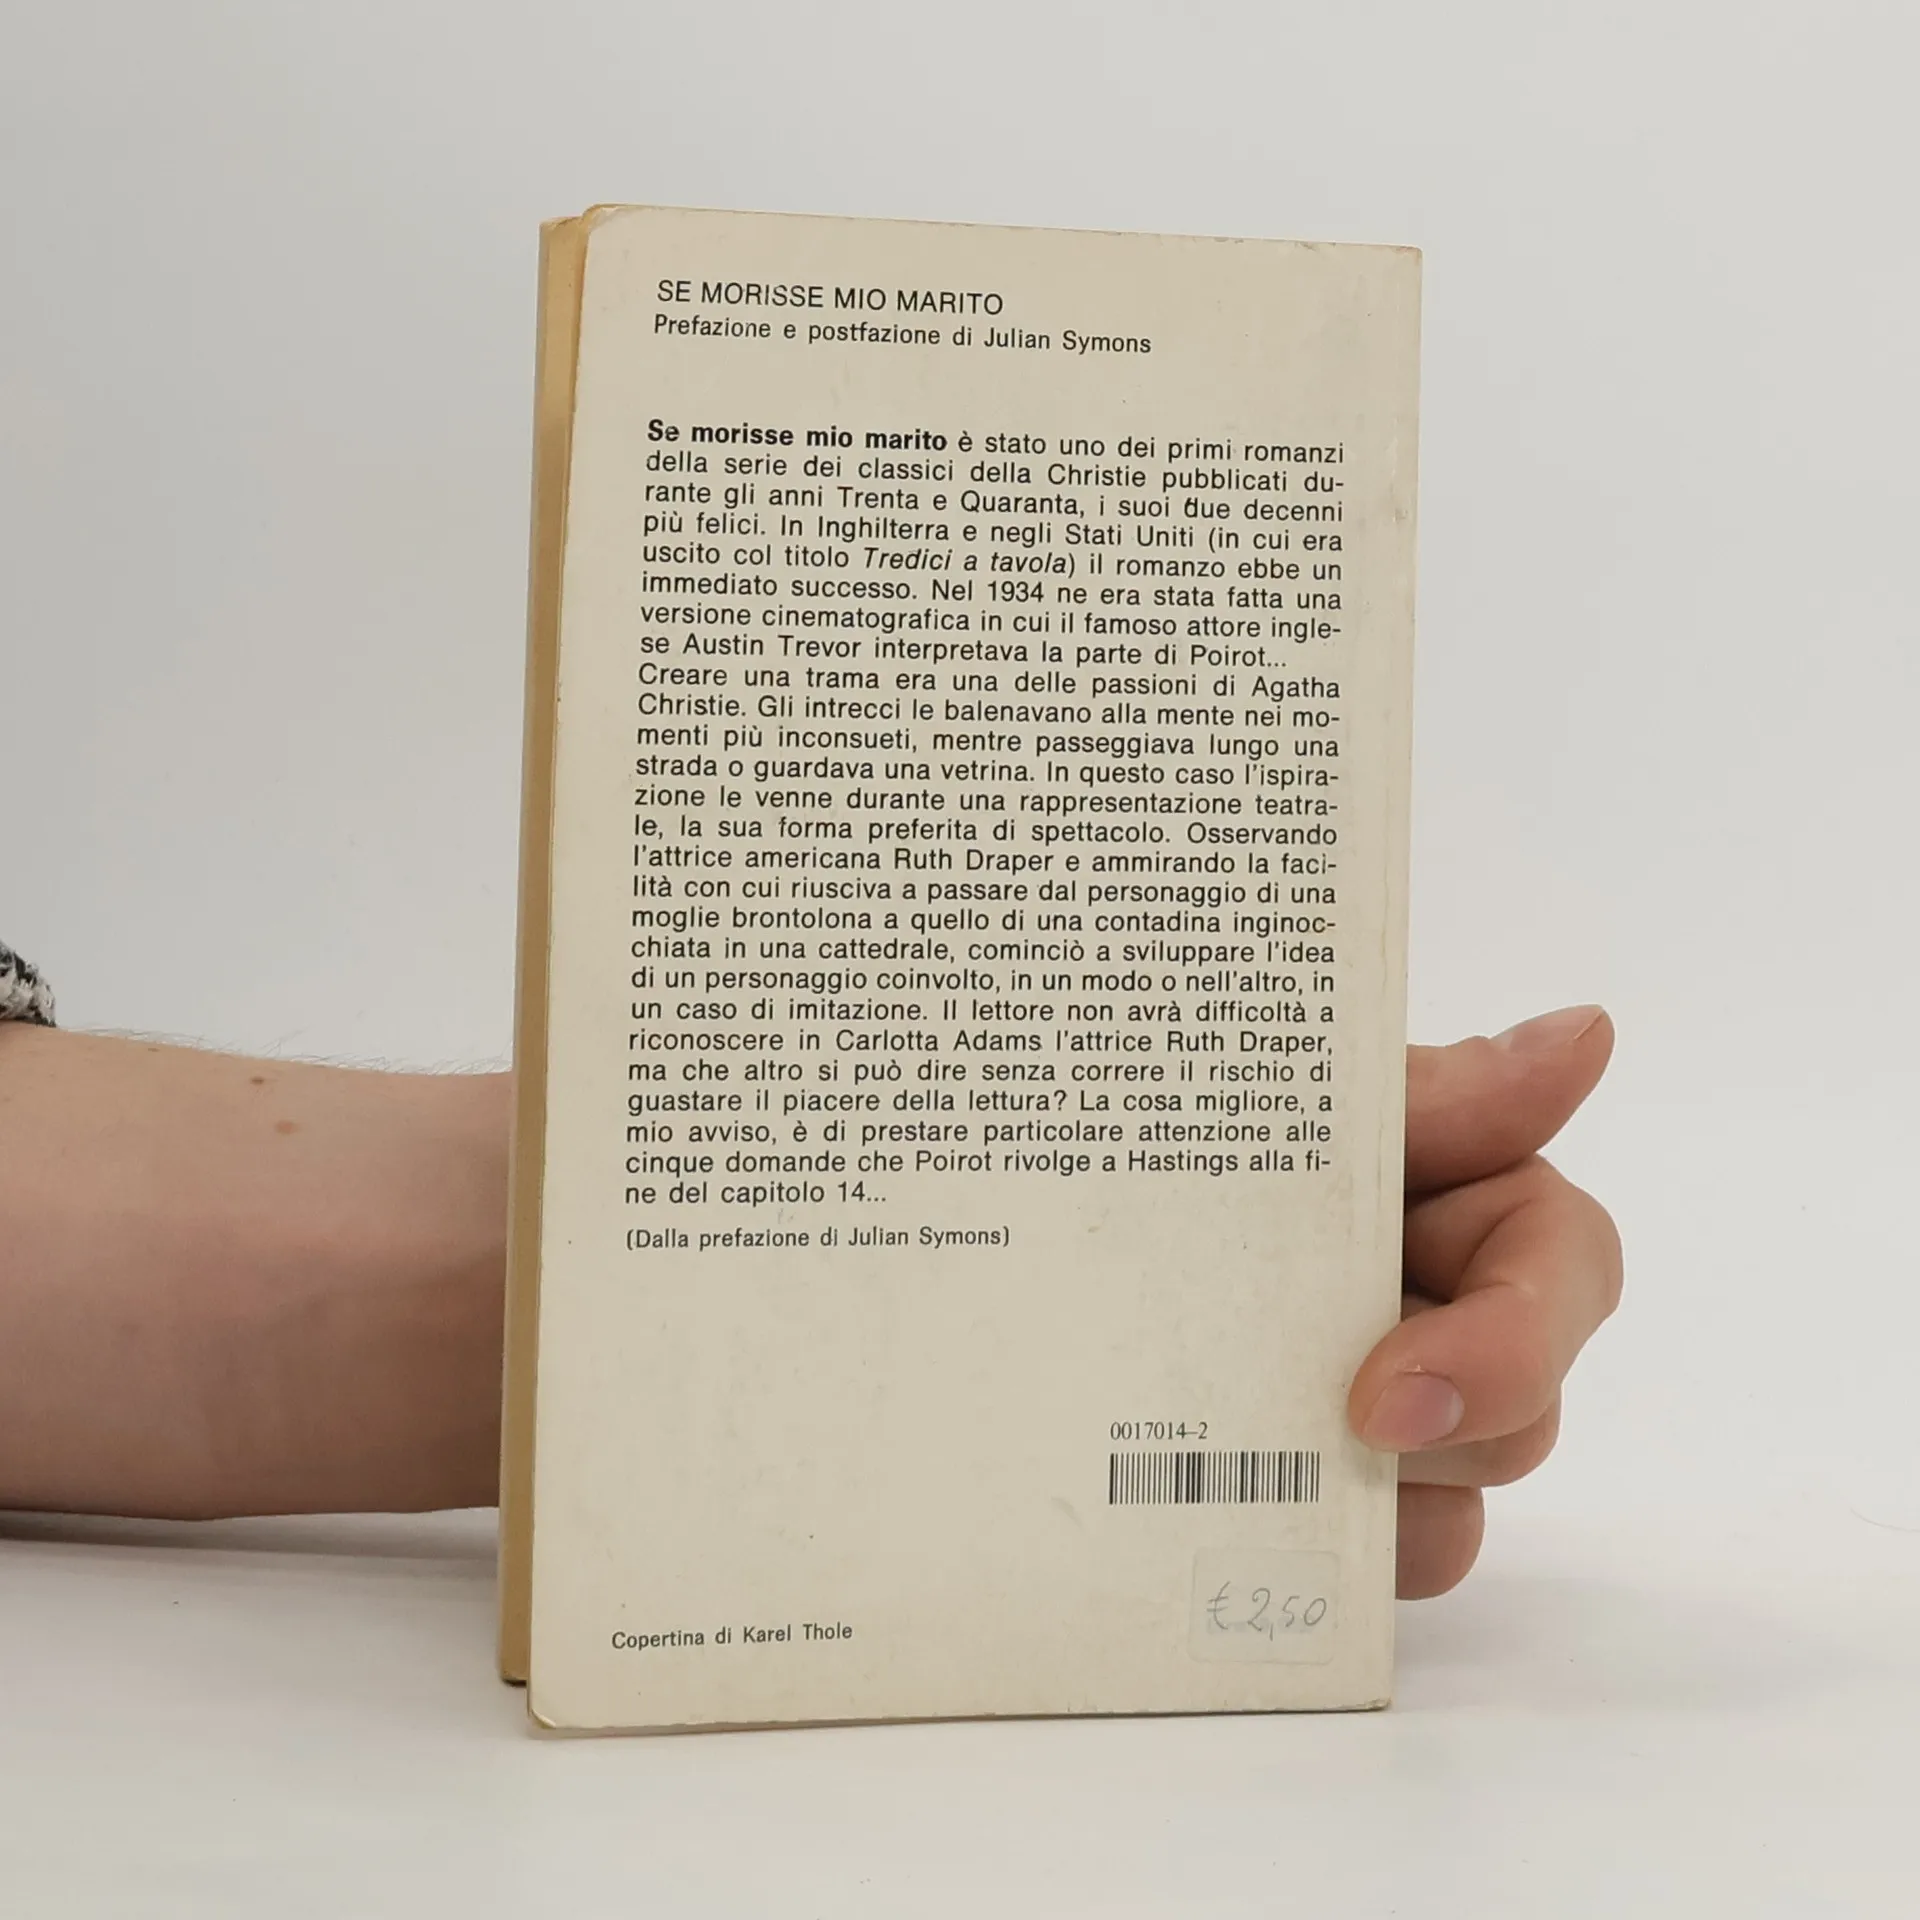 SE MORISSE MIO MARITO
Prefazione e postfazione di Julian Symons
Se morisse mio marito è stato uno dei primi romanzi
della serie dei classici della Christie pubblicati du-
rante gli anni Trenta e Quaranta, i suoi due decenni
più felici. In Inghilterra e negli Stati Uniti (in cui era
uscito col titolo Tredici a tavola) il romanzo ebbe un
immediato successo. Nel 1934 ne era stata fatta una
versione cinematografica in cui il famoso attore ingle-
se Austin Trevor interpretava la parte di Poirot...
Creare una trama era una delle passioni di Agatha
Christie. Gli intrecci le balenavano alla mente nei mo-
menti più inconsueti, mentre passeggiava lungo una
strada o guardava una vetrina. In questo caso l'ispira-
zione le venne durante una rappresentazione teatra-
le, la sua forma preferita di spettacolo. Osservando
l'attrice americana Ruth Draper e ammirando la faci-
lità con cui riusciva a passare dal personaggio di una
moglie brontolona a quello di una contadina inginoc-
chiata in una cattedrale, cominciò a sviluppare l'idea
di un personaggio coinvolto, in un modo o nell'altro, in
un caso di imitazione. Il lettore non avrà difficoltà a
riconoscere in Carlotta Adams l'attrice Ruth Draper,
ma che altro si può dire senza correre il rischio di
guastare il piacere della lettura? La cosa migliore, a
mio avviso, è di prestare particolare attenzione alle
cinque domande che Poirot rivolge a Hastings alla fi-
ne del capitolo 14...
(Dalla prefazione di Julian Symons)
0017014-2
€ 2,50
Copertina di Karel Thole